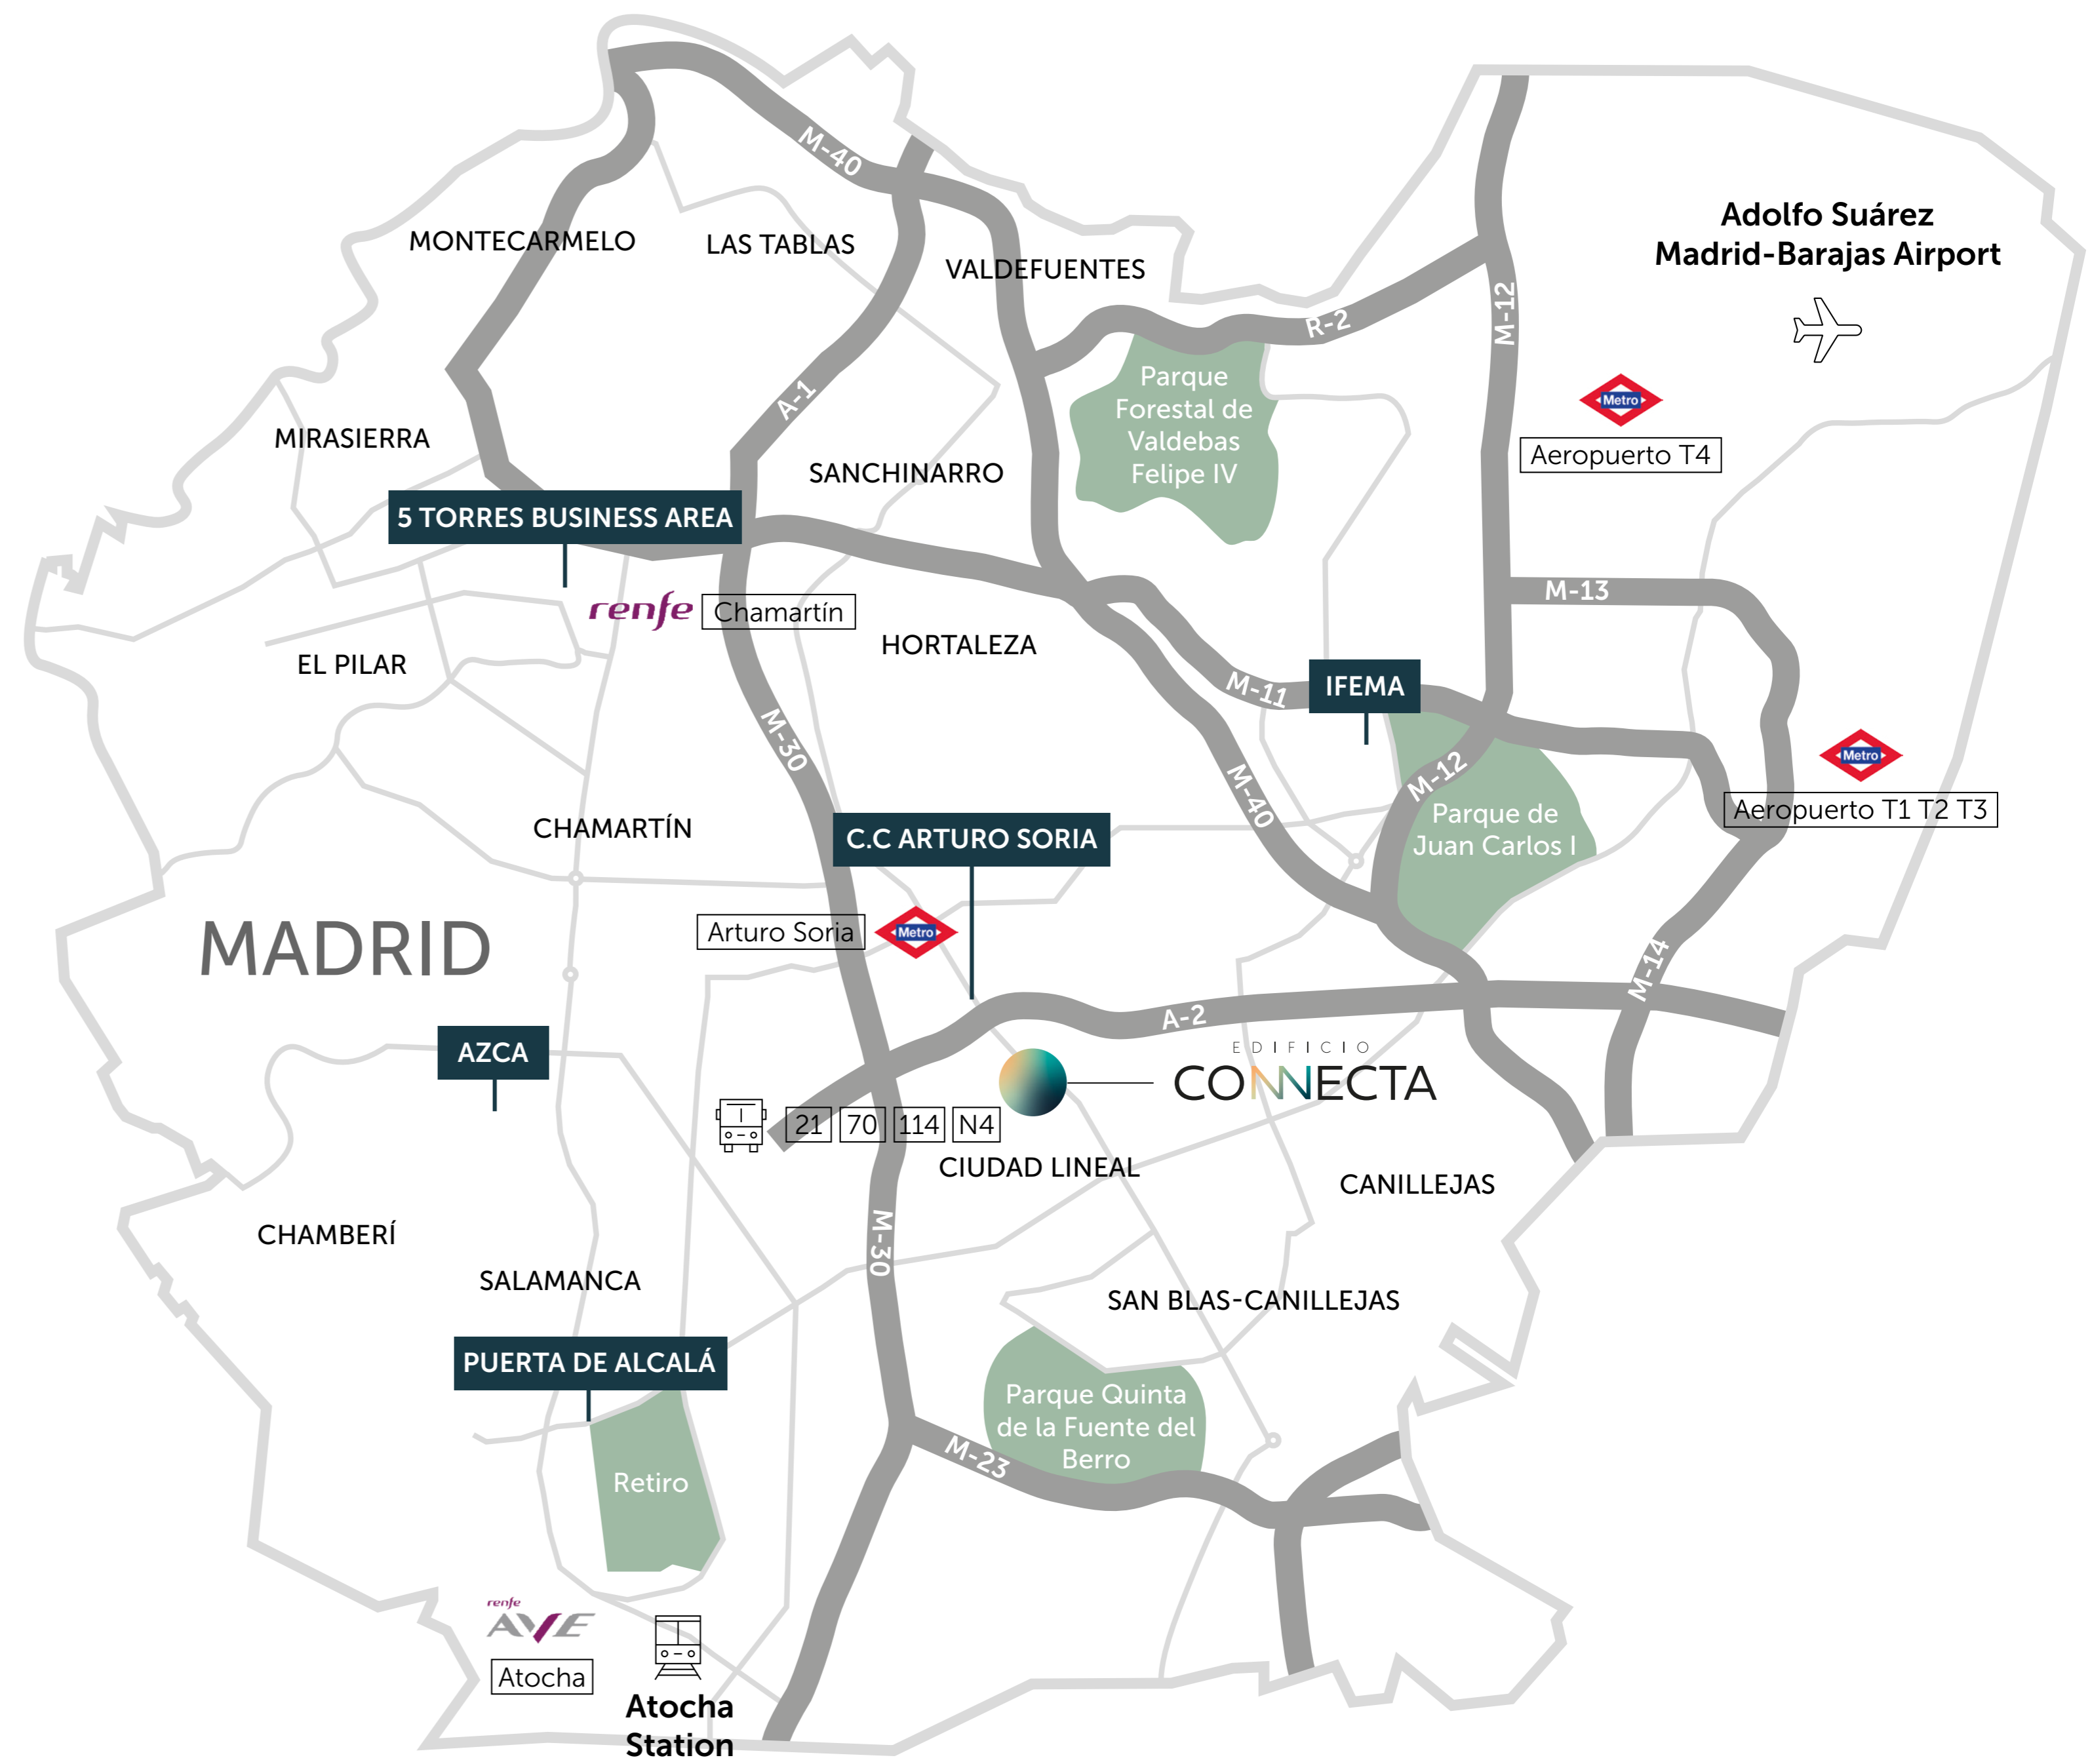 M-40
MONTECARMELO
LAS TABLAS
VALDEFUENTES
Adolfo Suárez
Madrid-Barajas Airport
M-12
R-2
Parque
Forestal de
Valdebas
Felipe IV
A-1
Metro
Aeropuerto T4
MIRASIERRA
SANCHINARRO
5 TORRES BUSINESS AREA
M-13
renfe
Chamartín
HORTALEZA
EL PILAR
M-11
IFEMA
M-30
M-12
M-40
Metro
Aeropuerto T1 T2 T3
Parque de
Juan Carlos I
CHAMARTÍN
C.C ARTURO SORIA
MADRID
Arturo Soria
Metro
M-14
A-2
AZCA
EDIFICIO
CONNECTA
21
70
114
N4
CIUDAD LINEAL
CANILLEJAS
CHAMBERÍ
M-30
SALAMANCA
SAN BLAS-CANILLEJAS
PUERTA DE ALCALÁ
Parque Quinta
de la Fuente del
Berro
M-23
Retiro
renfe
AVE
Atocha
Atocha
Station